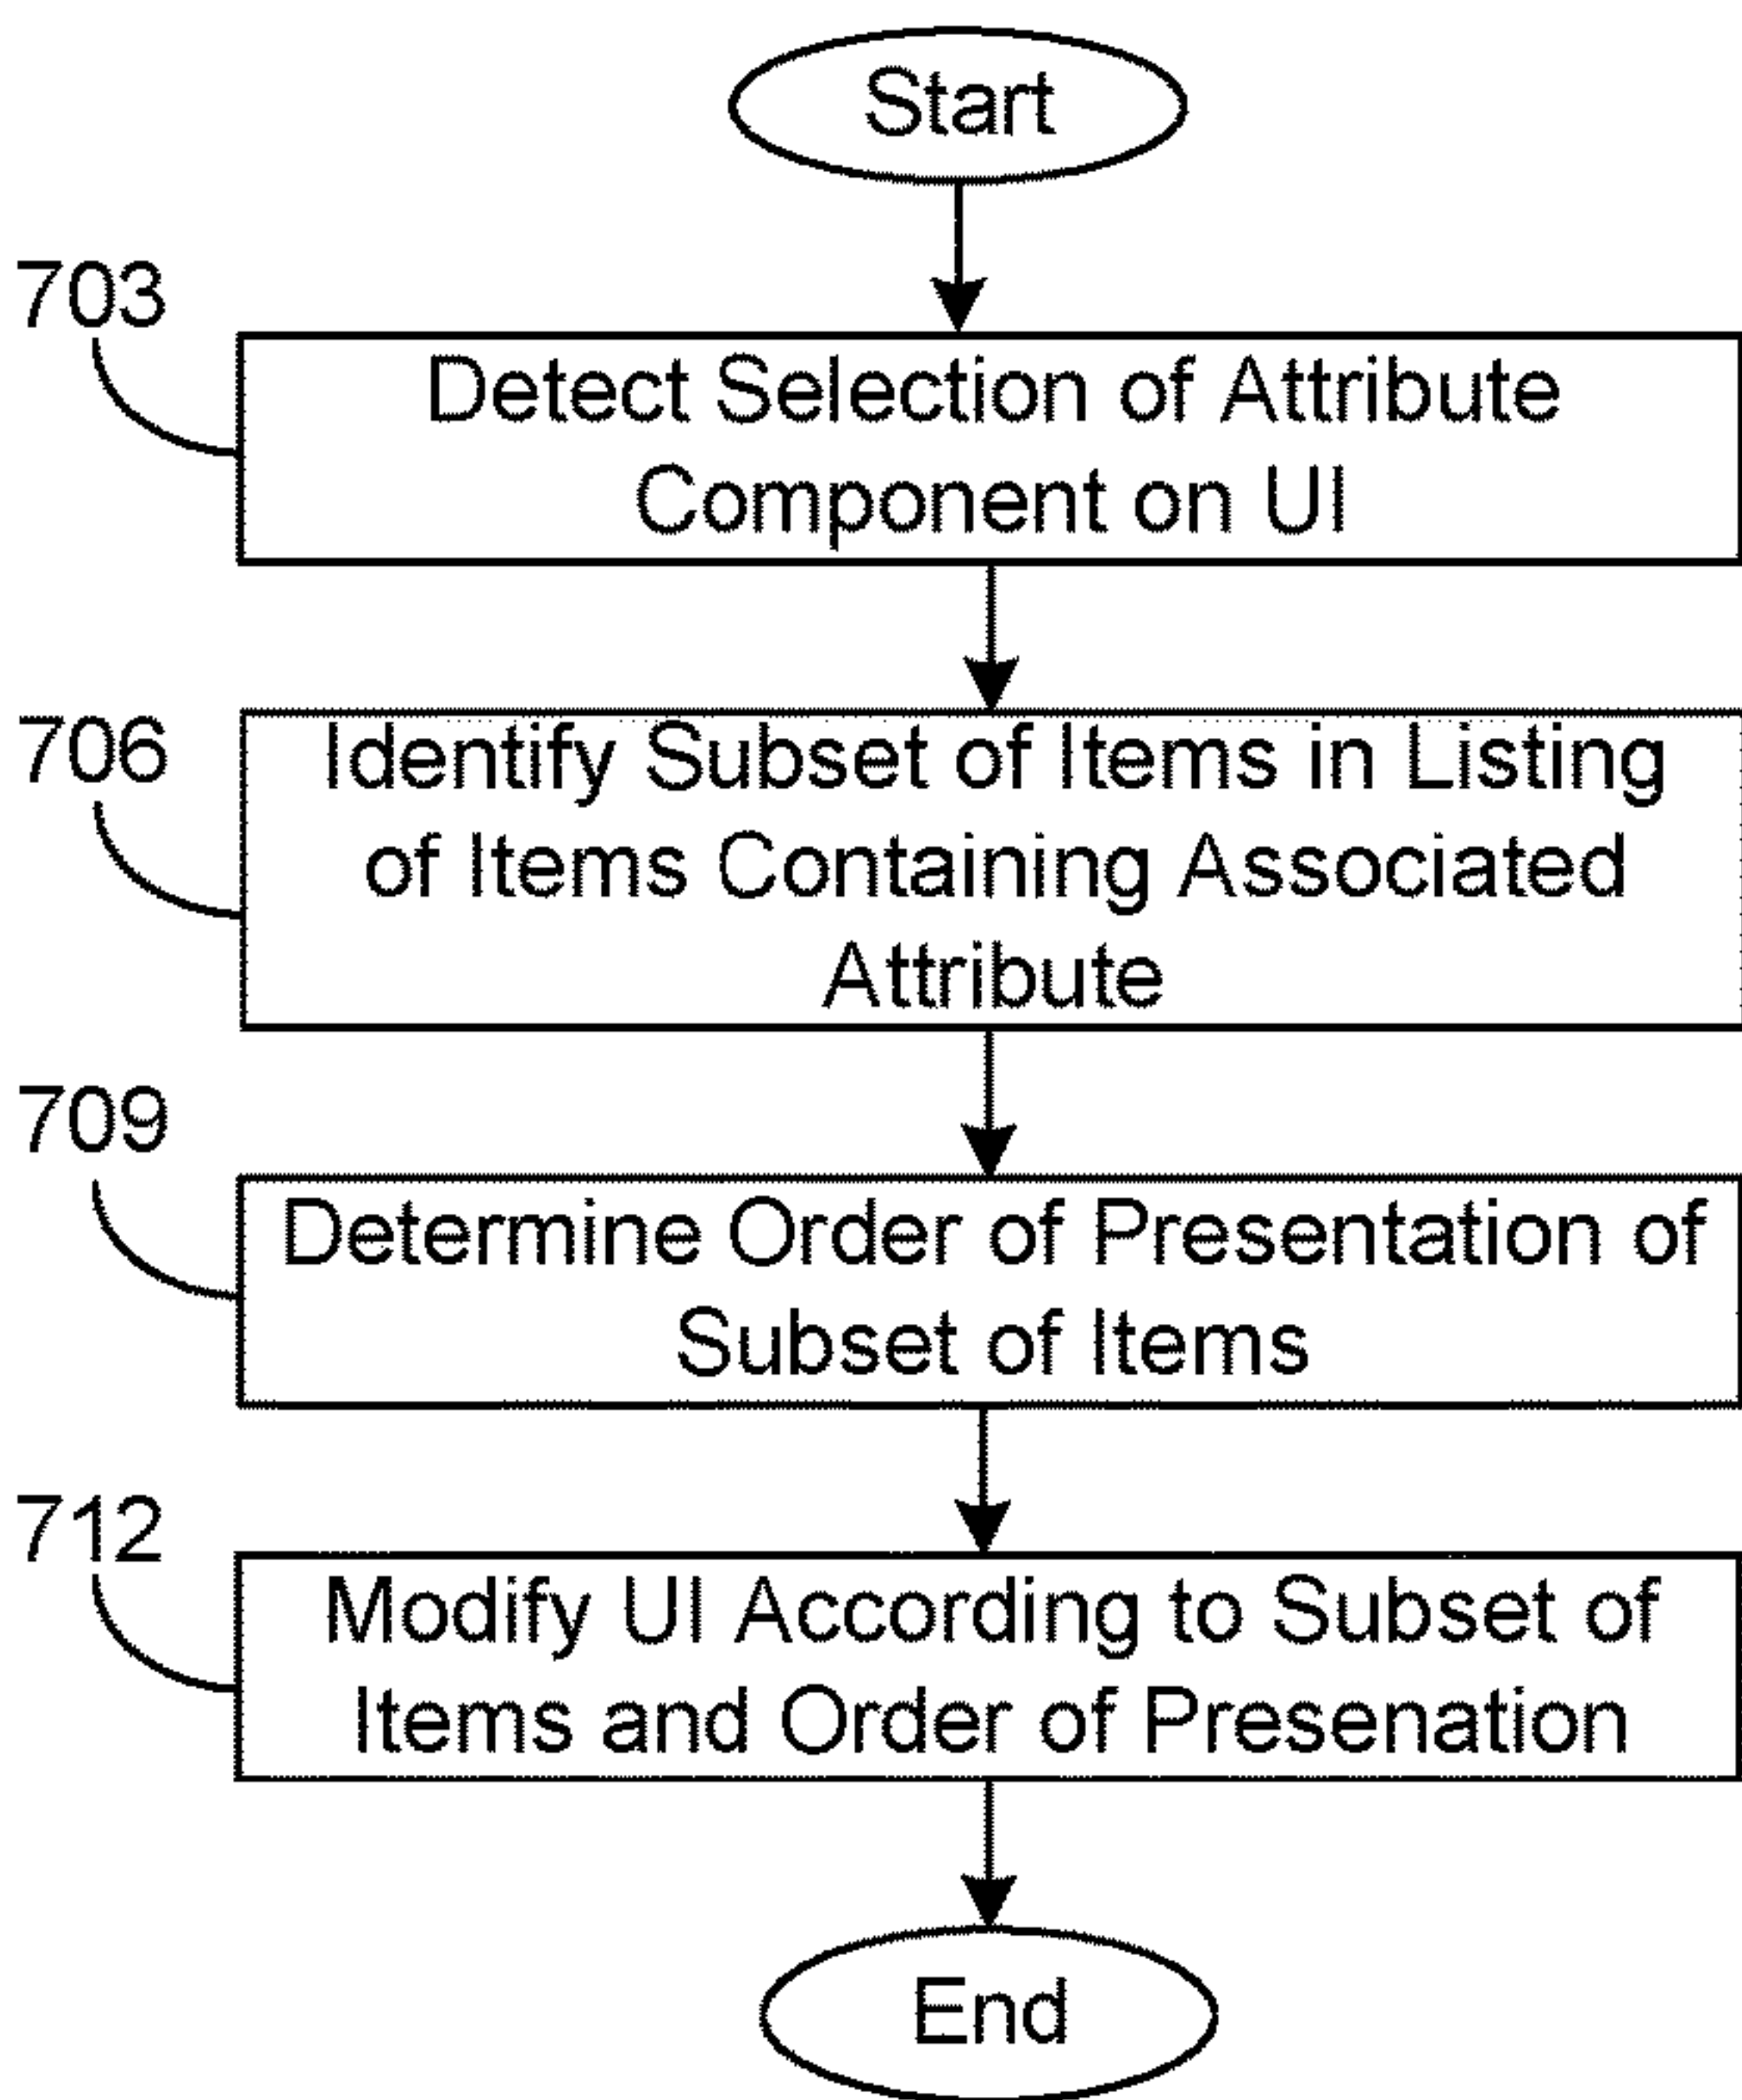 Start
703
Detect Selection of Attribute
Component on UI
706
Identify Subset of Items in Listing
of Items Containing Associated
Attribute
709
Determine Order of Presentation of
Subset of Items
712
Modify UI According to Subset of
Items and Order of Presenation
End